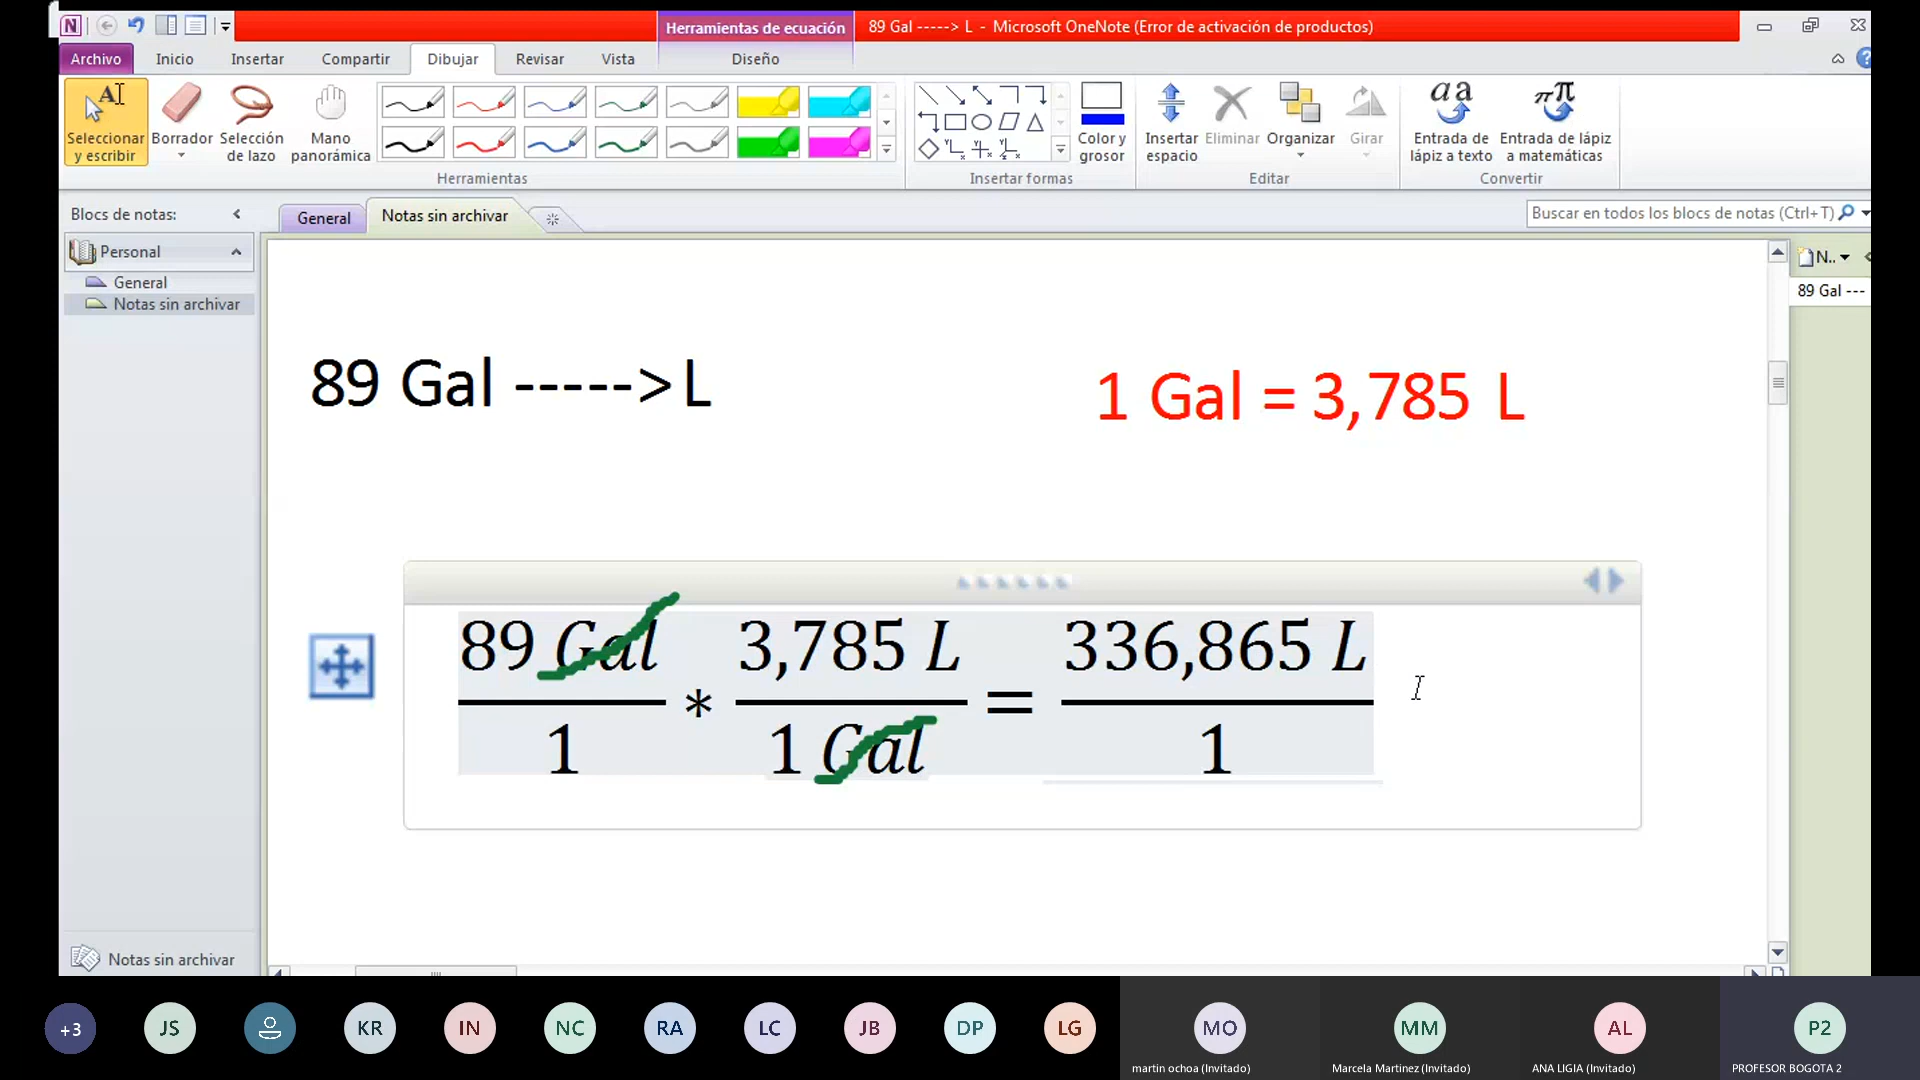 89 Gal -----> L - Microsoft OneNote (Error de activación de productos)
Herramientas de ecuación
Archivo Inicio Insertar Compartir Dibujar Revisar Vista Diseño
Seleccionar y escribir
Borrador
Selección de lazo
Mano panorámica
Color y grosor
Insertar espacio
Eliminar
Organizar
Girar
Entrada de lápiz a texto
Entrada de lápiz a matemáticas
Herramientas Insertar formas Editar Convertir
Blocs de notas:
General
Notas sin archivar
Buscar en todos los blocs de notas (Ctrl+T)
Personal
General
Notas sin archivar
N..
89 Gal ---
89 Gal -----> L
1 Gal = 3,785 L
89 Gal / 1 * 3,785 L / 1 Gal = 336,865 L / 1
Notas sin archivar
+3 JS KR IN NC RA LC JB DP LG MO MM AL P2
martin ochoa (Invitado) Marcela Martinez (Invitado) ANA LIGIA (Invitado) PROFESOR BOGOTA 2